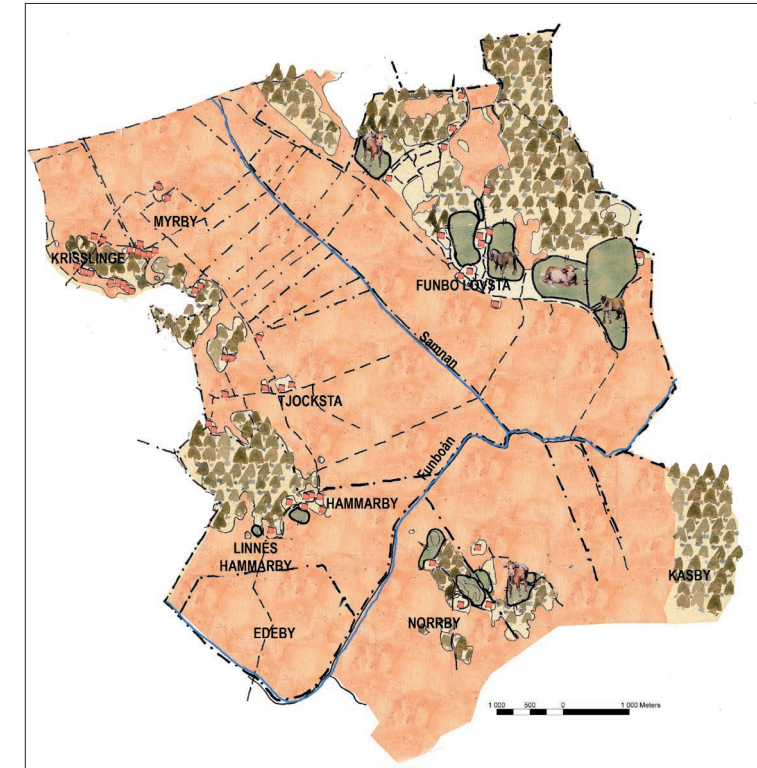 MYRBY
KRISSLINGE
FUNBO LÖVSTA
Samnan
TJOCKSTA
Funboån
HAMMARBY
LINNÉS
HAMMARBY
KASBY
EDEBY
NORRBY
1 000 500 0 1 000 Meters